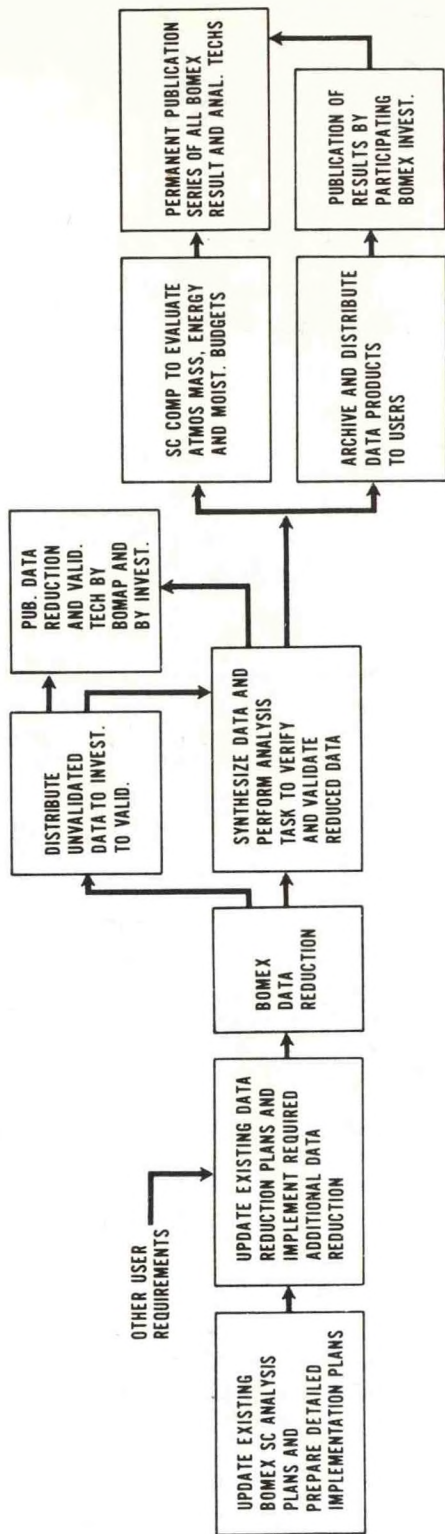 UPDATE EXISTING
BOMEX SC ANALYSIS
PLANS AND
PREPARE DETAILED
IMPLEMENTATION PLANS
OTHER USER
REQUIREMENTS
UPDATE EXISTING DATA
REDUCTION PLANS AND
IMPLEMENT REQUIRED
ADDITIONAL DATA
REDUCTION
BOMEX
DATA
REDUCTION
DISTRIBUTE
UNVALIDATED
DATA TO INVEST.
TO VALID.
PUB. DATA
REDUCTION
AND VALID.
TECH BY
BOMAP AND
BY INVEST.
SYNTHESIZE DATA AND
PERFORM ANALYSIS
TASK TO VERIFY
AND VALIDATE
REDUCED DATA
SC COMP TO EVALUATE
ATMOS MASS, ENERGY
AND MOIST. BUDGETS
PERMANENT PUBLICATION
SERIES OF ALL BOMEX
RESULT AND ANAL. TECHS
ARCHIVE AND DISTRIBUTE
DATA PRODUCTS
TO USERS
PUBLICATION OF
RESULTS BY
PARTICIPATING
BOMEX INVEST.